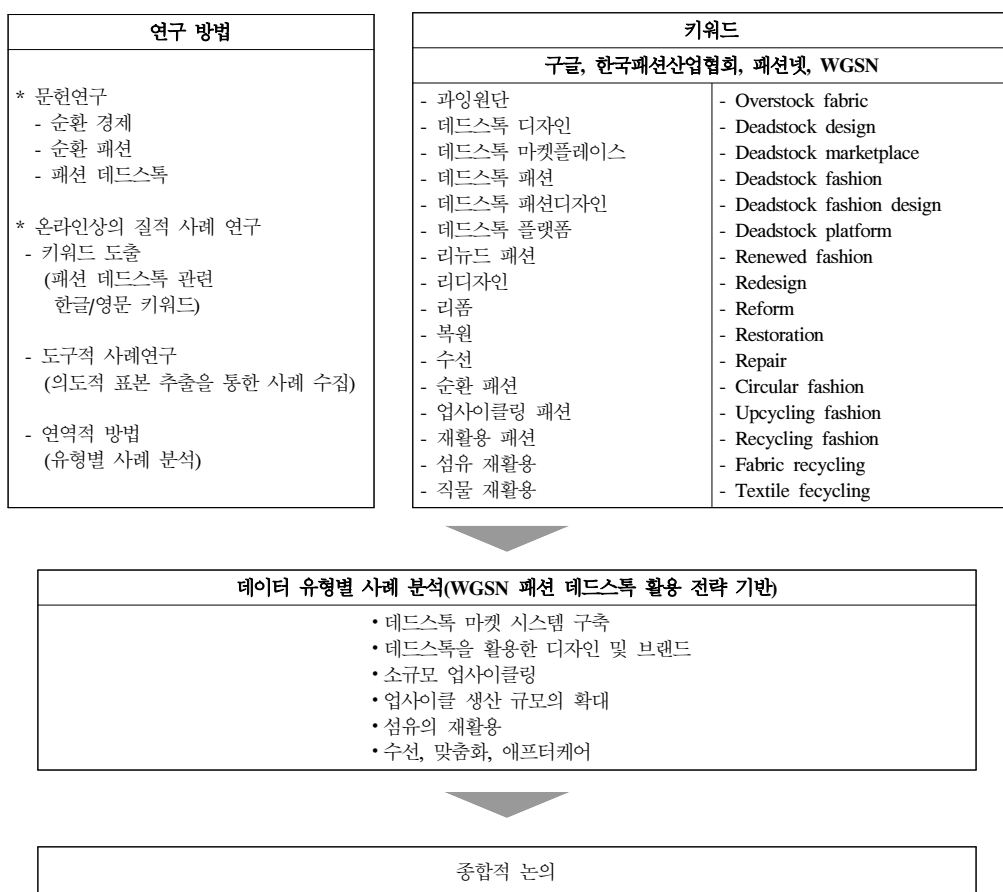 연구 방법
* 문헌연구
- 순환 경제
- 순환 패션
- 패션 데드스톡
* 온라인상의 질적 사례 연구
- 키워드 도출
(패션 데드스톡 관련
한글/영문 키워드)
- 도구적 사례연구
(의도적 표본 추출을 통한 사례 수집)
- 연역적 방법
(유형별 사례 분석)
키워드
구글, 한국패션산업협회, 패션넷, WGSN
- 과잉원단
- 데드스톡 디자인
- 데드스톡 마켓플레이스
- 데드스톡 패션
- 데드스톡 패션디자인
- 데드스톡 플랫폼
- 리뉴드 패션
- 리디자인
- 리폼
- 복원
- 수선
- 순환 패션
- 업사이클링 패션
- 재활용 패션
- 섬유 재활용
- 직물 재활용
- Overstock fabric
- Deadstock design
- Deadstock marketplace
- Deadstock fashion
- Deadstock fashion design
- Deadstock platform
- Renewed fashion
- Redesign
- Reform
- Restoration
- Repair
- Circular fashion
- Upcycling fashion
- Recycling fashion
- Fabric recycling
- Textile fecycling
데이터 유형별 사례 분석(WGSN 패션 데드스톡 활용 전략 기반)
• 데드스톡 마켓 시스템 구축
• 데드스톡을 활용한 디자인 및 브랜드
• 소규모 업사이클링
• 업사이클 생산 규모의 확대
• 섬유의 재활용
• 수선, 맞춤화, 애프터케어
종합적 논의